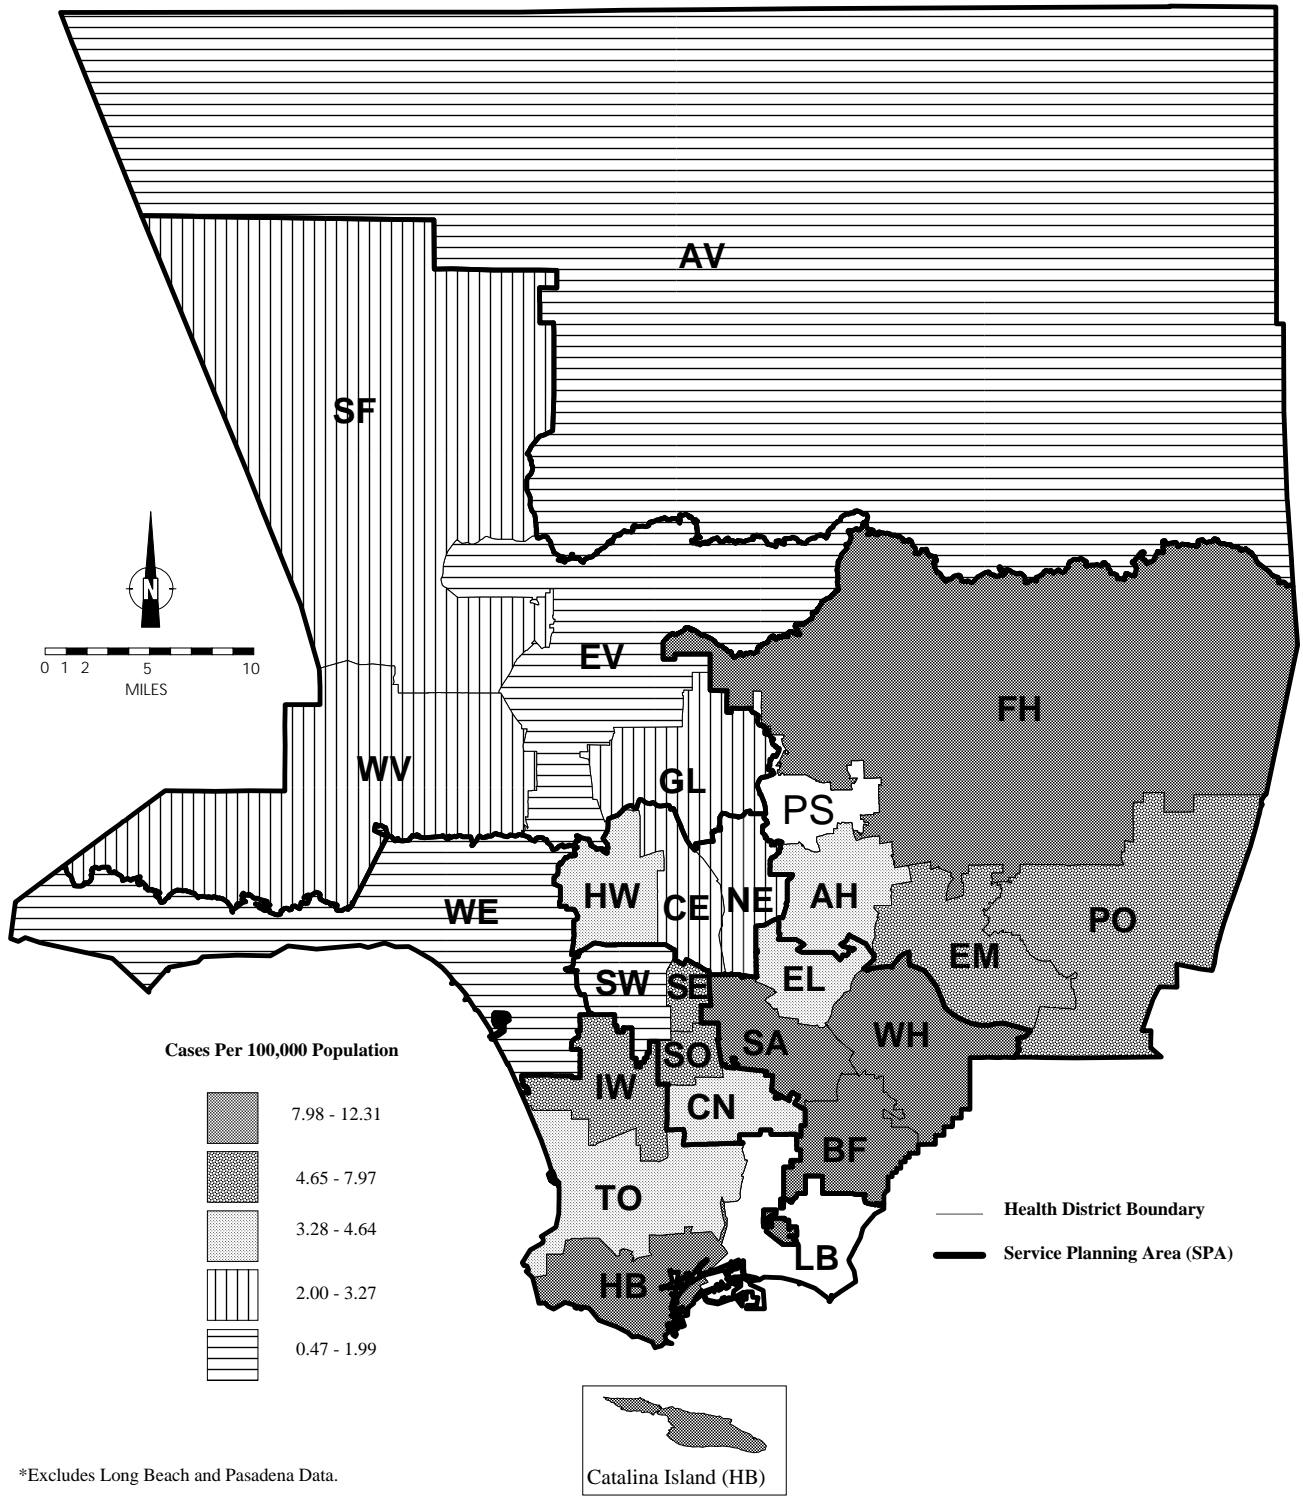 AV
SF
N
0 1 2 5 10
MILES
EV
FH
WV
GL
PS
HW
CE
NE
AH
WE
PO
EM
SW
SE
EL
SA
WH
SO
IW
CN
BF
TO
LB
HB
Cases Per 100,000 Population
7.98 - 12.31
4.65 - 7.97
3.28 - 4.64
2.00 - 3.27
0.47 - 1.99
Health District Boundary
Service Planning Area (SPA)
Catalina Island (HB)
*Excludes Long Beach and Pasadena Data.